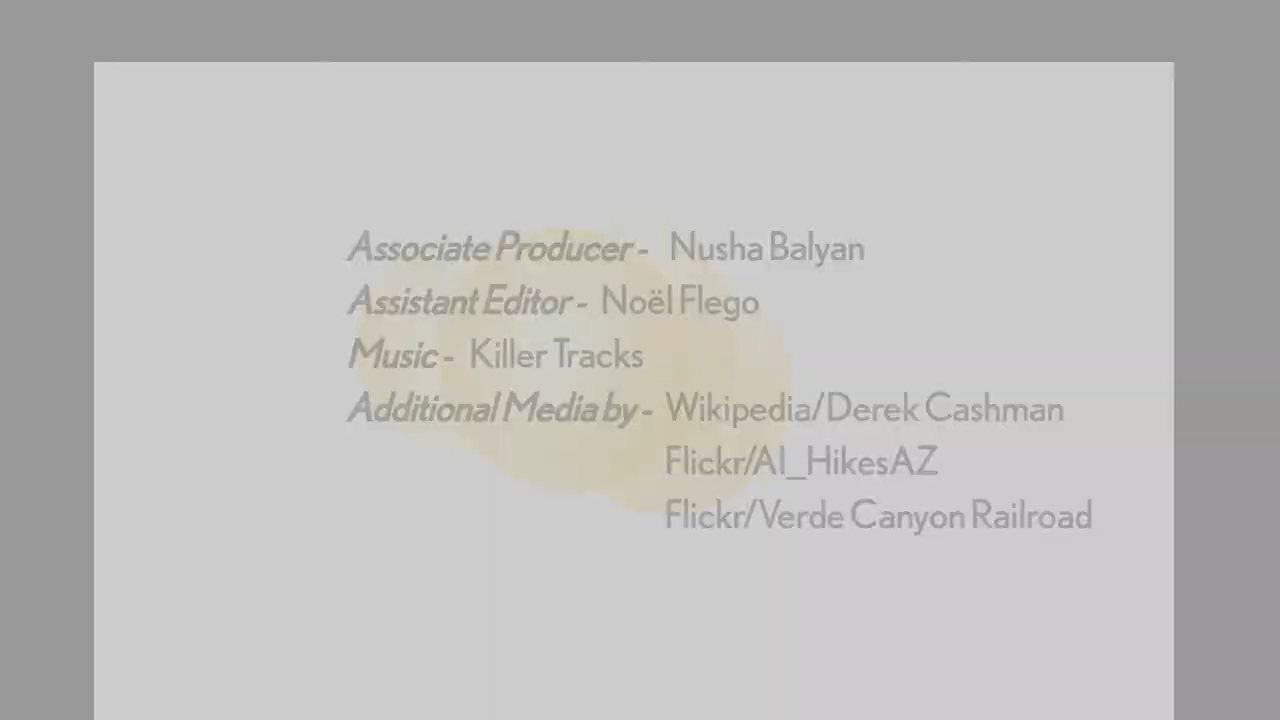 Associate Producer - Nusha Balyan
Assistant Editor - Noël Flego
Music - Killer Tracks
Additional Media by - Wikipedia/Derek Cashman
Flickr/Al_HikesAZ
Flickr/Verde Canyon Railroad